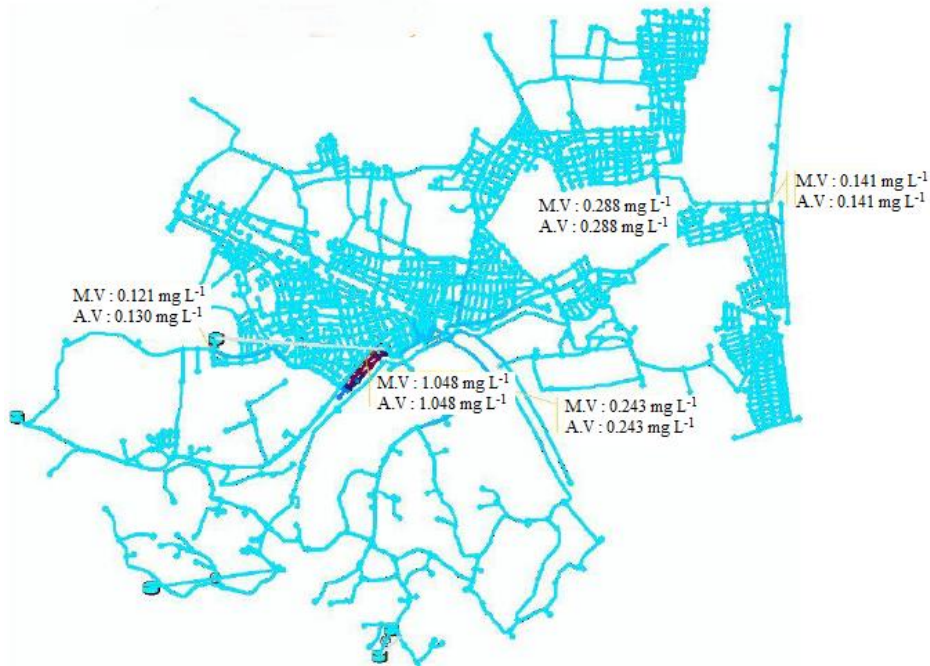 M.V : 0.141 mg L⁻¹
A.V : 0.141 mg L⁻¹
M.V : 0.288 mg L⁻¹
A.V : 0.288 mg L⁻¹
M.V : 0.121 mg L⁻¹
A.V : 0.130 mg L⁻¹
M.V : 1.048 mg L⁻¹
A.V : 1.048 mg L⁻¹
M.V : 0.243 mg L⁻¹
A.V : 0.243 mg L⁻¹